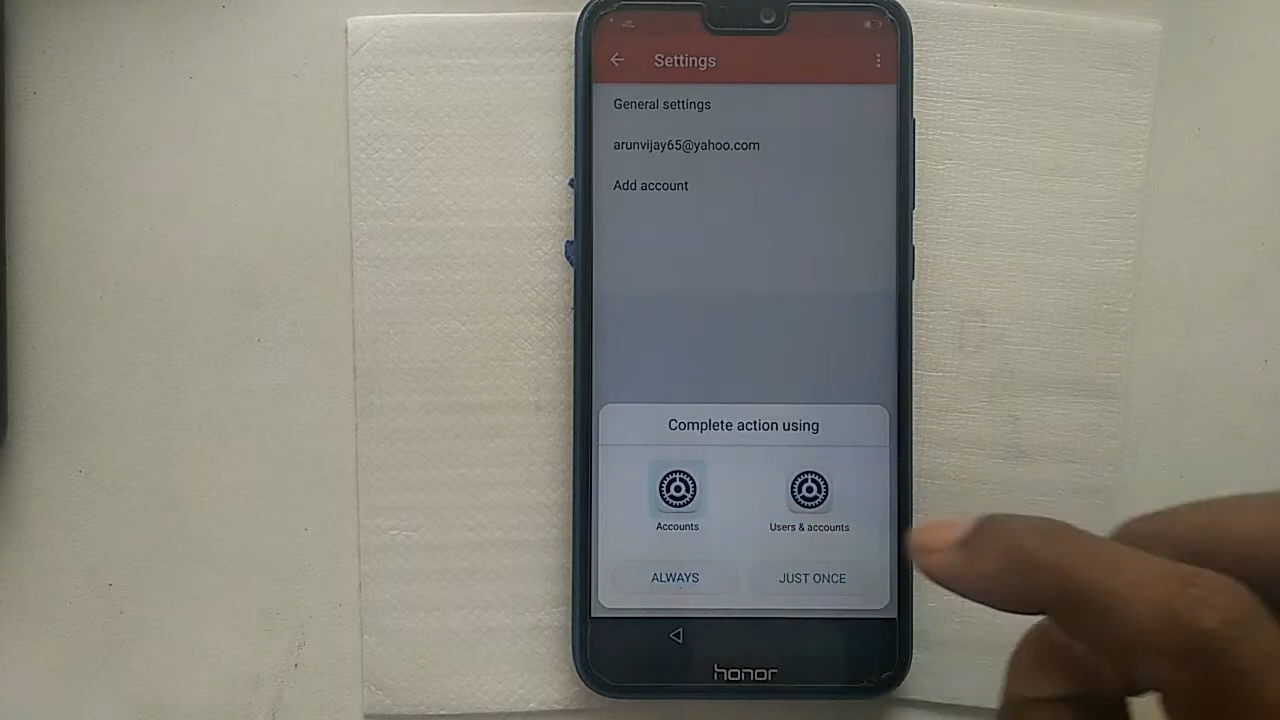 Settings
General settings
arunvijay65@yahoo.com
Add account
Complete action using
Accounts
Users & accounts
ALWAYS
JUST ONCE
honor